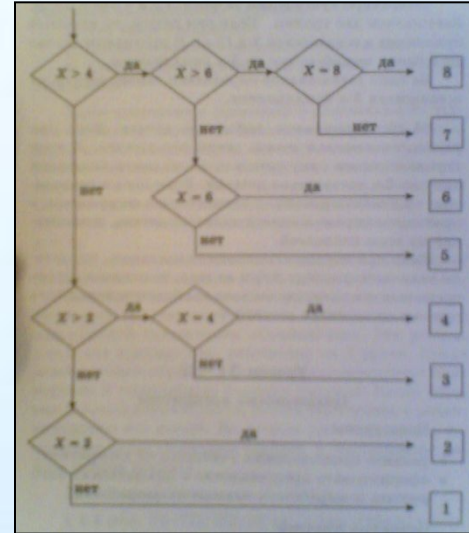 X > 4 да X > 6 да X = 8 да 8
нет 7
нет
нет X = 6 да 6
нет 5
X > 2 да X = 4 да 4
нет нет 3
X = 2 да 2
нет 1